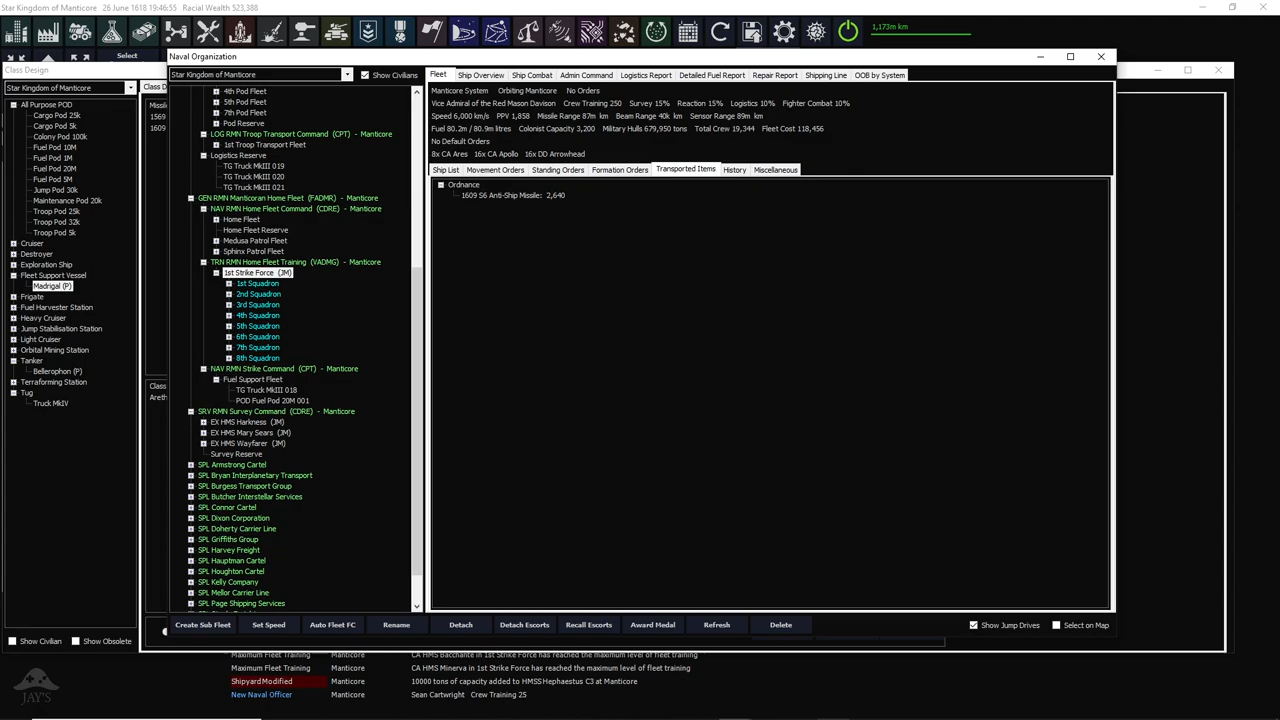 Star Kingdom of Manticore   26 June 1618 19:46:55   Racial Wealth 523,388
1,173m km
Select
Class Design
Star Kingdom of Manticore
Class D
All Purpose POD
Cargo Pod 25k
Cargo Pod 5k
Colony Pod 100k
Fuel Pod 10M
Fuel Pod 1M
Fuel Pod 20M
Fuel Pod 5M
Jump Pod 30k
Maintenance Pod 20k
Troop Pod 25k
Troop Pod 32k
Troop Pod 5k
Cruiser
Destroyer
Exploration Ship
Fleet Support Vessel
Madrigal (P)
Frigate
Fuel Harvester Station
Heavy Cruiser
Jump Stabilisation Station
Light Cruiser
Orbital Mining Station
Tanker
Bellerophon (P)
Terraforming Station
Tug
Truck MkIV
Show Civilian
Show Obsolete
Missile
1569
1609
Class
Areth
Naval Organization
Star Kingdom of Manticore
Show Civilians
4th Pod Fleet
5th Pod Fleet
7th Pod Fleet
Pod Reserve
LOG RMN Troop Transport Command (CPT) - Manticore
1st Troop Transport Fleet
Logistics Reserve
TG Truck MkIII 019
TG Truck MkIII 020
TG Truck MkIII 021
GEN RMN Manticoran Home Fleet (FADMR) - Manticore
NAV RMN Home Fleet Command (CDRE) - Manticore
Home Fleet
Home Fleet Reserve
Medusa Patrol Fleet
Sphinx Patrol Fleet
TRN RMN Home Fleet Training (VADMG) - Manticore
1st Strike Force (JM)
1st Squadron
2nd Squadron
3rd Squadron
4th Squadron
5th Squadron
6th Squadron
7th Squadron
8th Squadron
NAV RMN Strike Command (CPT) - Manticore
Fuel Support Fleet
TG Truck MkIII 018
POD Fuel Pod 20M 001
SRV RMN Survey Command (CDRE) - Manticore
EX HMS Harkness (JM)
EX HMS Mary Sears (JM)
EX HMS Wayfarer (JM)
Survey Reserve
SPL Armstrong Cartel
SPL Bryan Interplanetary Transport
SPL Burgess Transport Group
SPL Butcher Interstellar Services
SPL Connor Cartel
SPL Dixon Corporation
SPL Doherty Carrier Line
SPL Griffiths Group
SPL Harvey Freight
SPL Hauptman Cartel
SPL Houghton Cartel
SPL Kelly Company
SPL Mellor Carrier Line
SPL Page Shipping Services
Fleet   Ship Overview   Ship Combat   Admin Command   Logistics Report   Detailed Fuel Report   Repair Report   Shipping Line   OOB by System
Manticore System   Orbiting Manticore   No Orders
Vice Admiral of the Red Mason Davison   Crew Training 250   Survey 15%   Reaction 15%   Logistics 10%   Fighter Combat 10%
Speed 6,000 km/s   PPV 1,858   Missile Range 87m km   Beam Range 40k km   Sensor Range 89m km
Fuel 80.2m / 80.9m litres   Colonist Capacity 3,200   Military Hulls 679,950 tons   Total Crew 19,344   Fleet Cost 118,456
No Default Orders
8x CA Ares   16x CA Apollo   16x DD Arrowhead
Ship List   Movement Orders   Standing Orders   Formation Orders   Transported Items   History   Miscellaneous
Ordnance
1609 S6 Anti-Ship Missile: 2,640
Create Sub Fleet   Set Speed   Auto Fleet FC   Rename   Detach   Detach Escorts   Recall Escorts   Award Medal   Refresh   Delete   Show Jump Drives   Select on Map
Maximum Fleet Training   Manticore   CA HMS Bacchante in 1st Strike Force has reached the maximum level of fleet training
Maximum Fleet Training   Manticore   CA HMS Minerva in 1st Strike Force has reached the maximum level of fleet training
Shipyard Modified   Manticore   10000 tons of capacity added to HMSS Hephaestus C3 at Manticore
New Naval Officer   Manticore   Sean Cartwright   Crew Training 25
JAY'S